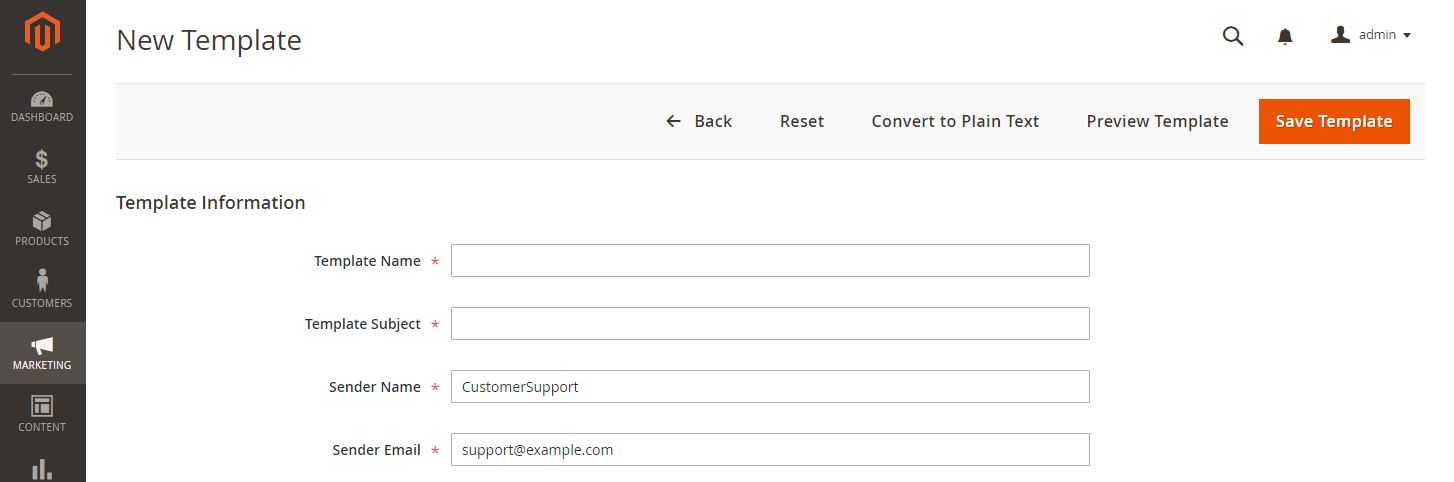 New Template
admin
← Back
Reset
Convert to Plain Text
Preview Template
Save Template
DASHBOARD
SALES
PRODUCTS
CUSTOMERS
MARKETING
CONTENT
Template Information
Template Name *
Template Subject *
Sender Name * CustomerSupport
Sender Email * support@example.com